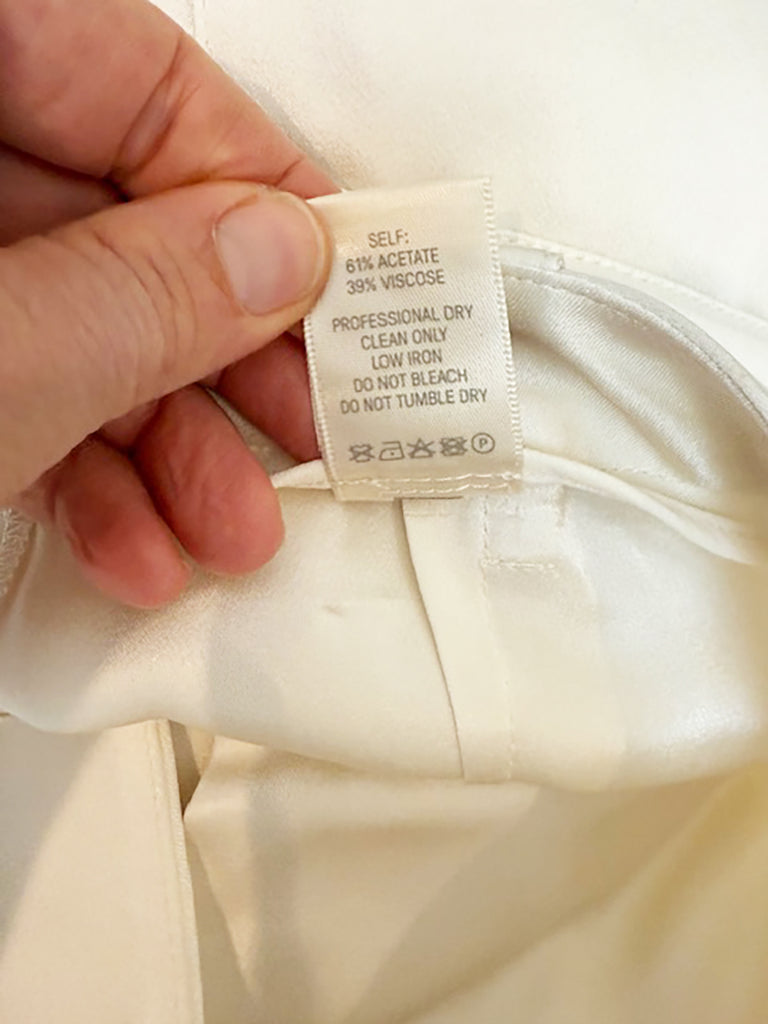 SELF:
61% ACETATE
39% VISCOSE
PROFESSIONAL DRY
CLEAN ONLY
LOW IRON
DO NOT BLEACH
DO NOT TUMBLE DRY
P